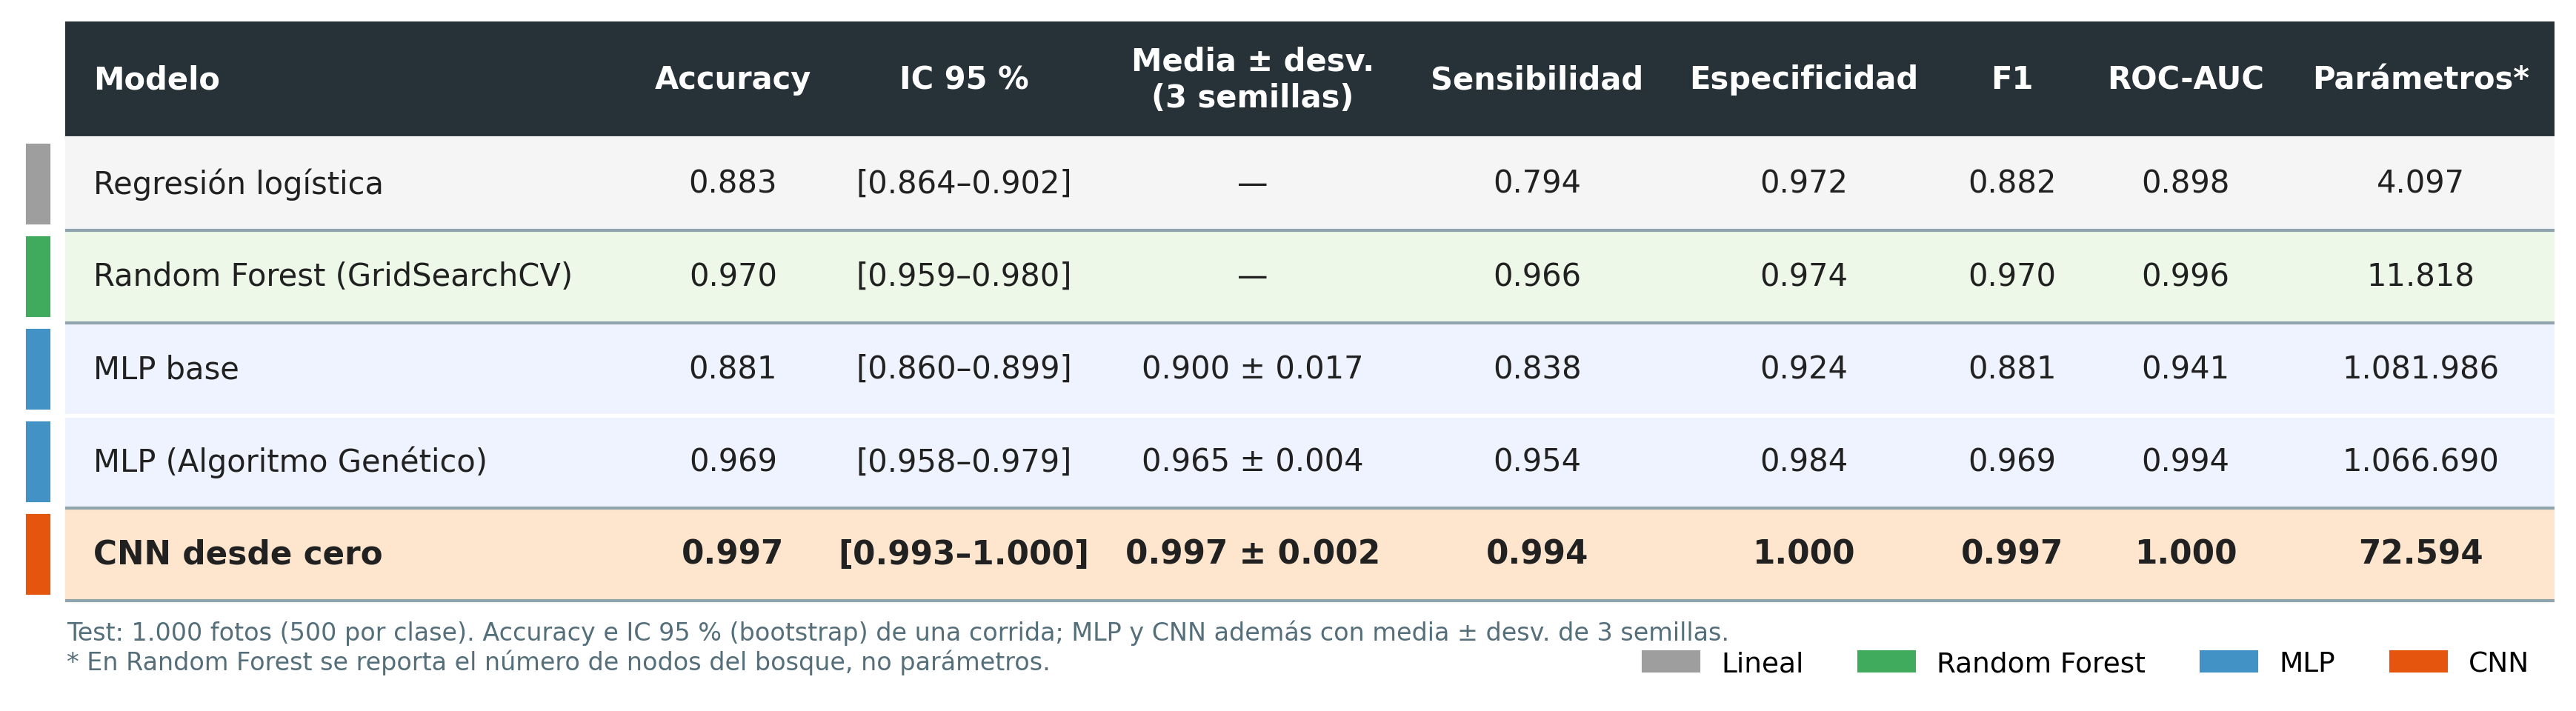 Modelo Accuracy IC 95 % Media ± desv. (3 semillas) Sensibilidad Especificidad F1 ROC-AUC Parámetros*
Regresión logística 0.883 [0.864–0.902] — 0.794 0.972 0.882 0.898 4.097
Random Forest (GridSearchCV) 0.970 [0.959–0.980] — 0.966 0.974 0.970 0.996 11.818
MLP base 0.881 [0.860–0.899] 0.900 ± 0.017 0.838 0.924 0.881 0.941 1.081.986
MLP (Algoritmo Genético) 0.969 [0.958–0.979] 0.965 ± 0.004 0.954 0.984 0.969 0.994 1.066.690
CNN desde cero 0.997 [0.993–1.000] 0.997 ± 0.002 0.994 1.000 0.997 1.000 72.594
Test: 1.000 fotos (500 por clase). Accuracy e IC 95 % (bootstrap) de una corrida; MLP y CNN además con media ± desv. de 3 semillas.
* En Random Forest se reporta el número de nodos del bosque, no parámetros.
Lineal Random Forest MLP CNN